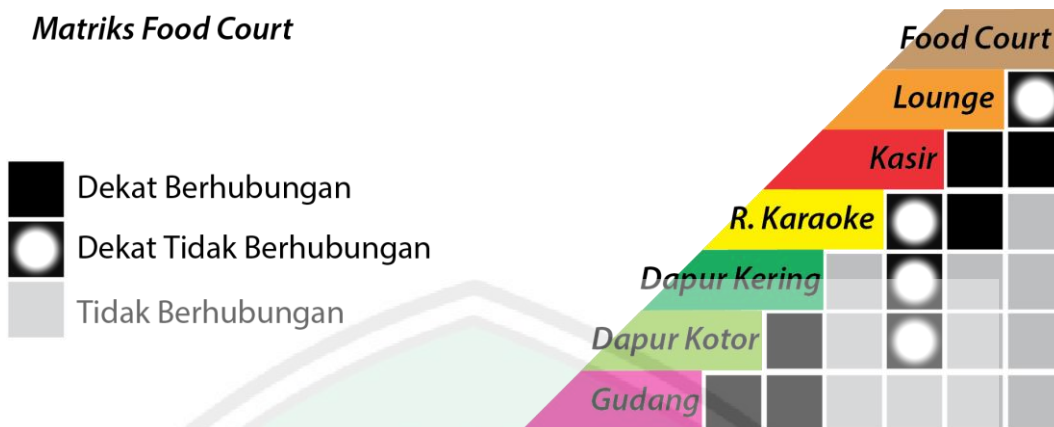 Matriks Food Court
Dekat Berhubungan
Dekat Tidak Berhubungan
Tidak Berhubungan
Food Court
Lounge
Kasir
R. Karaoke
Dapur Kering
Dapur Kotor
Gudang